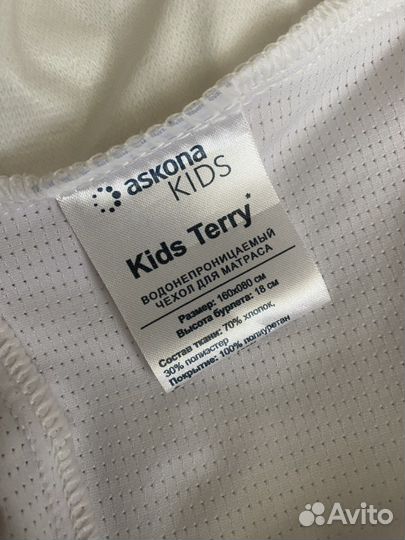 askona
KIDS
Kids Terry*
ВОДОНЕПРОНИЦАЕМЫЙ
ЧЕХОЛ ДЛЯ МАТРАСА
Размер: 160х080 см
Высота бурлета: 18 см
Состав ткани: 70% хлопок,
30% полиэстер
Покрытие: 100% полиуретан
Avito